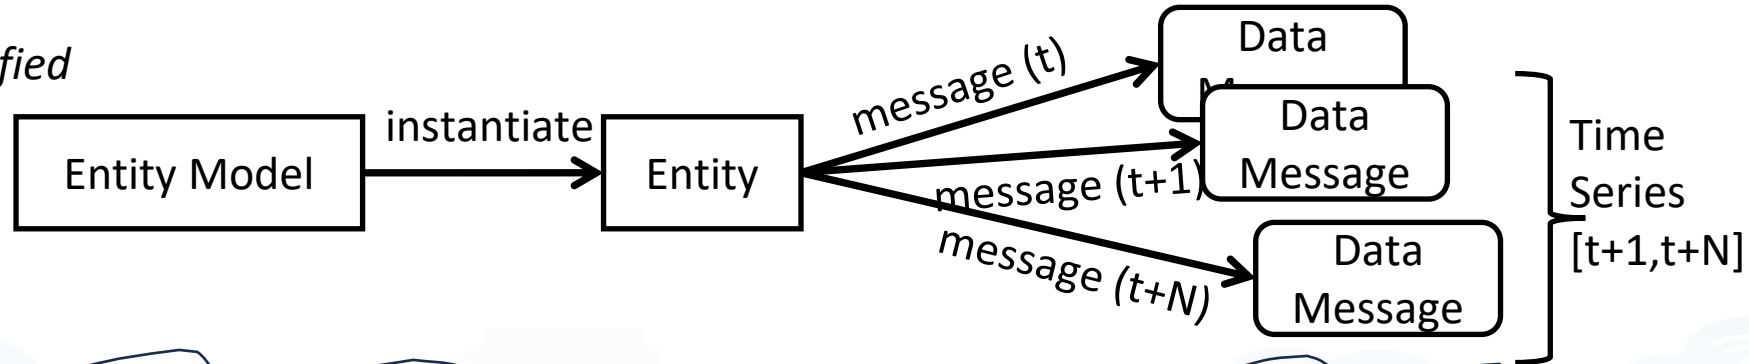 fied
Entity Model
instantiate
Entity
message (t)
message (t+1)
message (t+N)
Data
Data
Message
Data
Message
Time
Series
[t+1,t+N]